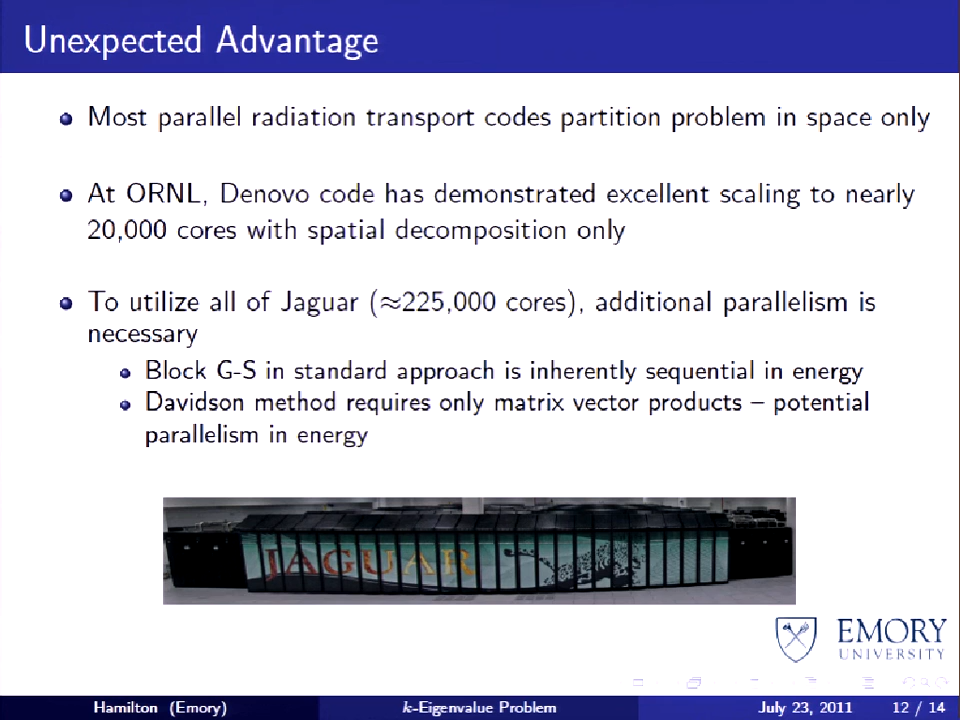 Unexpected Advantage
Most parallel radiation transport codes partition problem in space only
At ORNL, Denovo code has demonstrated excellent scaling to nearly
20,000 cores with spatial decomposition only
To utilize all of Jaguar (≈225,000 cores), additional parallelism is
necessary
Block G-S in standard approach is inherently sequential in energy
Davidson method requires only matrix vector products – potential
parallelism in energy
JAGUAR
EMORY
UNIVERSITY
Hamilton (Emory) k-Eigenvalue Problem July 23, 2011 12 / 14